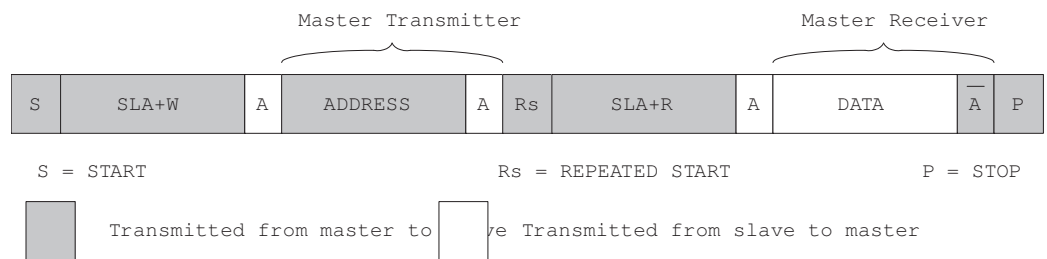 Master Transmitter Master Receiver
S SLA+W A ADDRESS A Rs SLA+R A DATA A̅ P
S = START Rs = REPEATED START P = STOP
Transmitted from master to Transmitted from slave to master